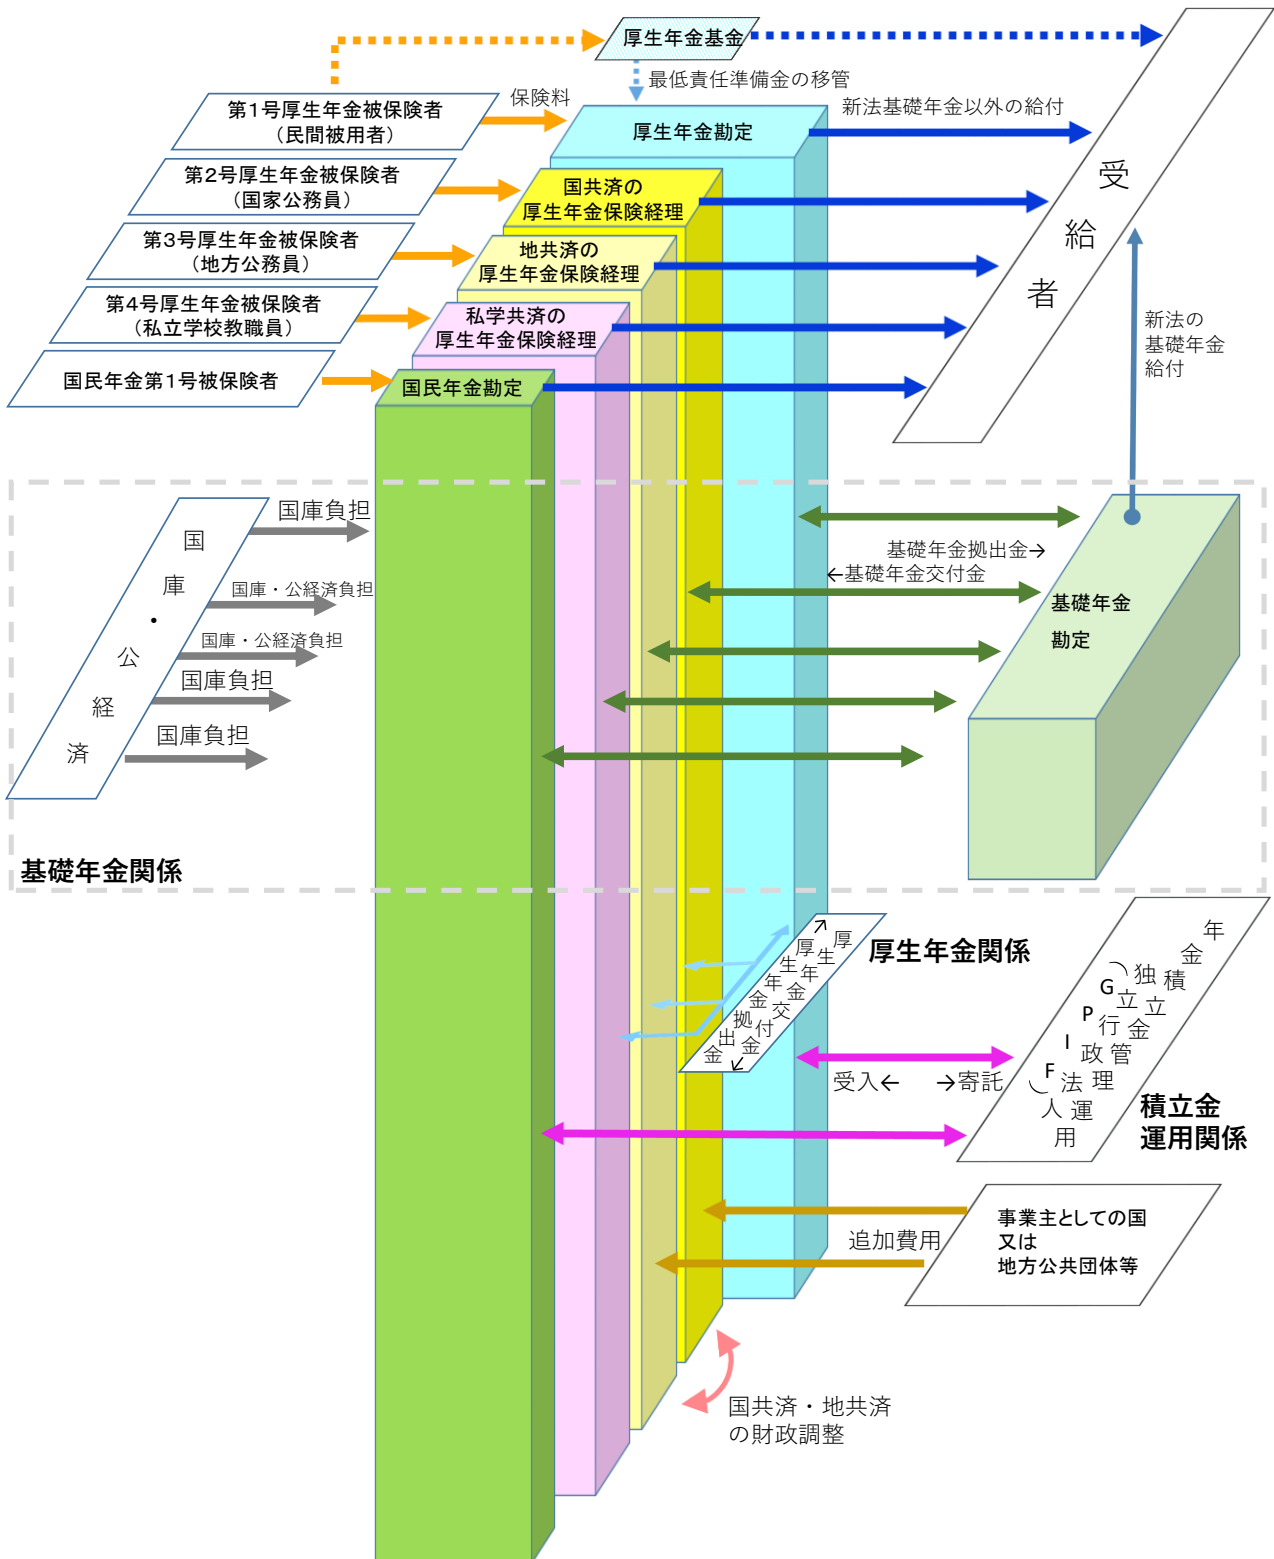 厚生年金基金
最低責任準備金の移管
保険料
新法基礎年金以外の給付
第1号厚生年金被保険者
（民間被用者）
厚生年金勘定
第2号厚生年金被保険者
（国家公務員）
国共済の
厚生年金保険経理
第3号厚生年金被保険者
（地方公務員）
地共済の
厚生年金保険経理
第4号厚生年金被保険者
（私立学校教職員）
私学共済の
厚生年金保険経理
国民年金第1号被保険者
国民年金勘定
受給者
新法の
基礎年金
給付
国庫・公経済
国庫負担
国庫・公経済負担
国庫・公経済負担
国庫負担
国庫負担
基礎年金拠出金→
←基礎年金交付金
基礎年金
勘定
基礎年金関係
厚生年金関係
厚生年金交付金
厚生年金拠出金
年金積立金管理運用
独立行政法人
（GPIF）
受入← →寄託
積立金
運用関係
追加費用
事業主としての国
又は
地方公共団体等
国共済・地共済
の財政調整